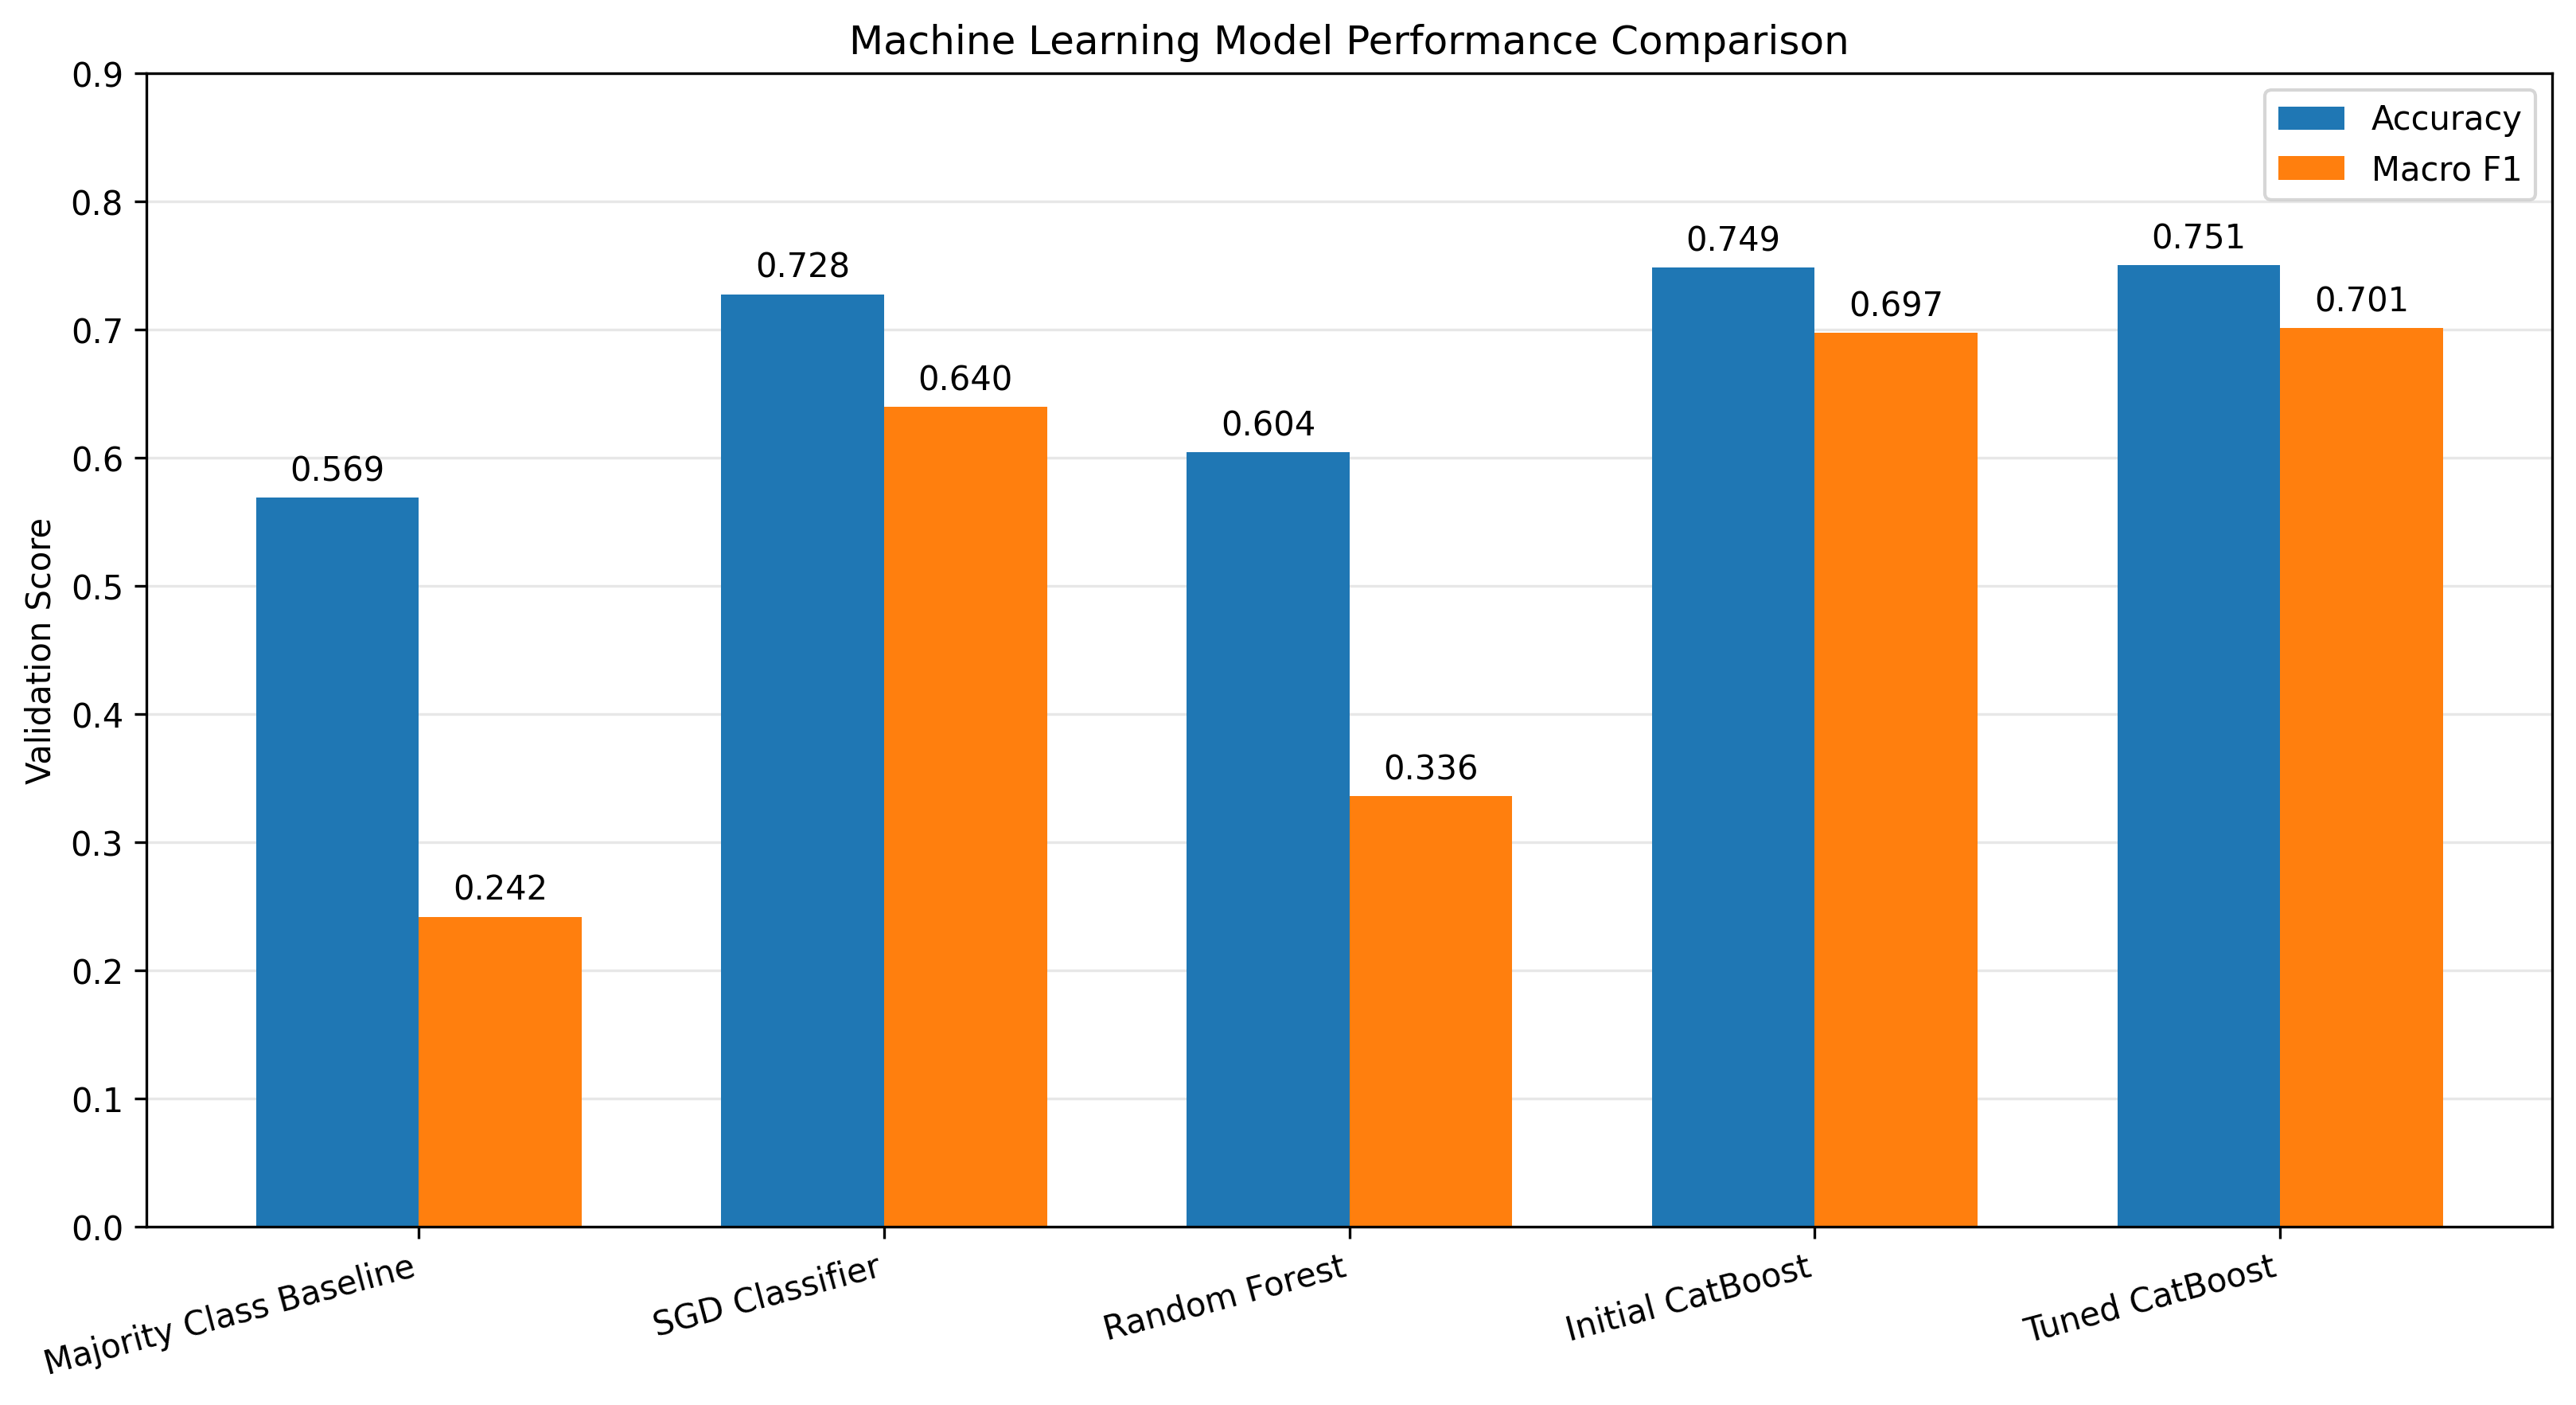 Machine Learning Model Performance Comparison
Accuracy
Macro F1
Validation Score
0.9
0.8
0.7
0.6
0.5
0.4
0.3
0.2
0.1
0.0
0.569
0.242
0.728
0.640
0.604
0.336
0.749
0.697
0.751
0.701
Majority Class Baseline
SGD Classifier
Random Forest
Initial CatBoost
Tuned CatBoost